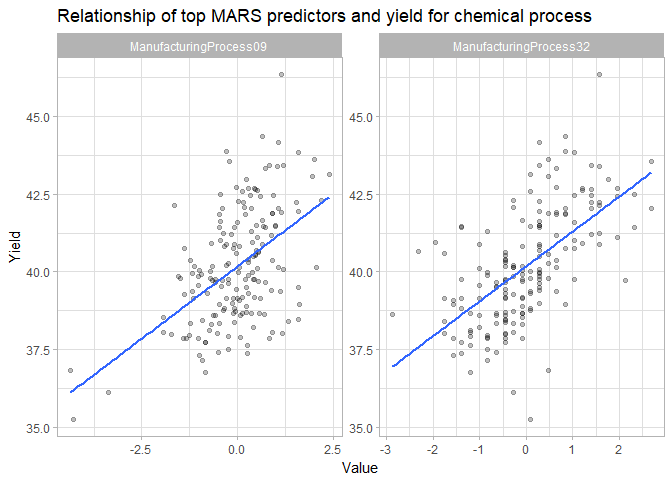 Relationship of top MARS predictors and yield for chemical process
ManufacturingProcess09
ManufacturingProcess32
45.0
42.5
40.0
37.5
35.0
45.0
42.5
40.0
37.5
35.0
Yield
-2.5 0.0 2.5
-3 -2 -1 0 1 2
Value